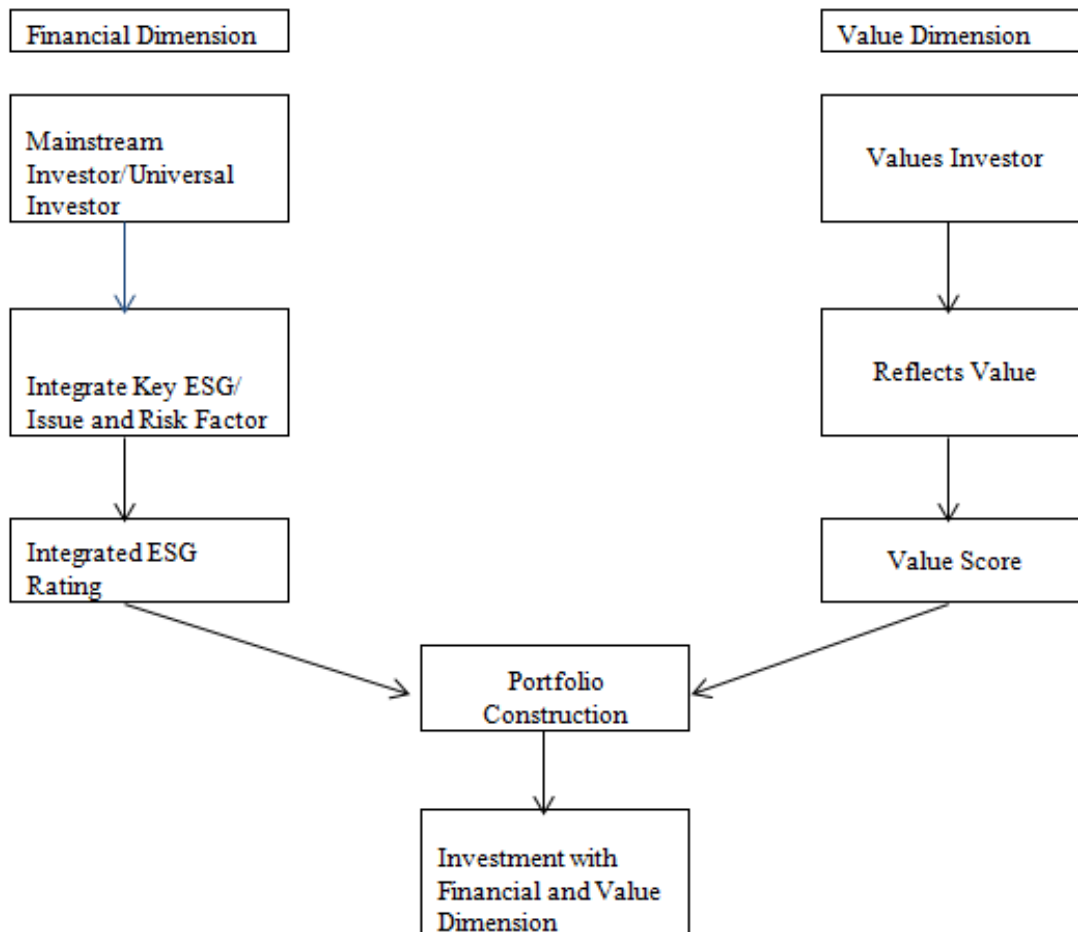 Financial Dimension
Value Dimension
Mainstream
Investor/Universal
Investor
Values Investor
Integrate Key ESG/
Issue and Risk Factor
Reflects Value
Integrated ESG
Rating
Value Score
Portfolio
Construction
Investment with
Financial and Value
Dimension